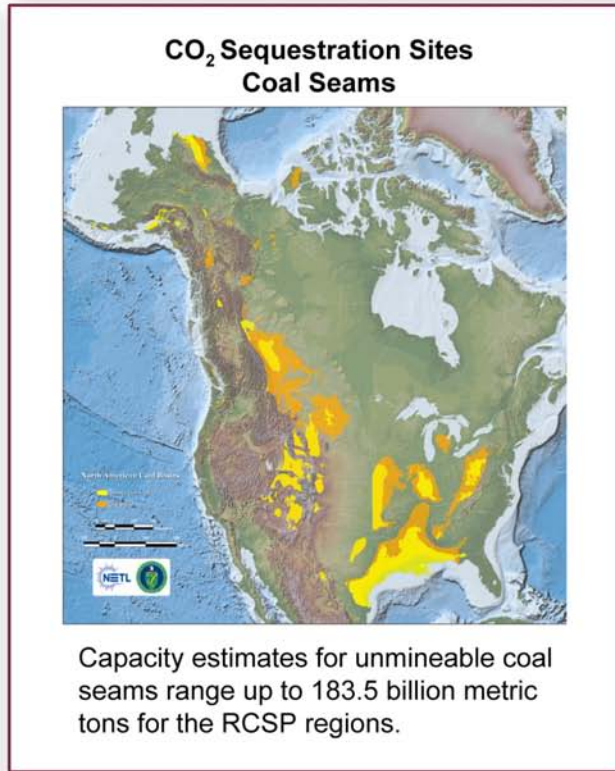 CO₂ Sequestration Sites
Coal Seams
North American Coal Basins
NETL
Capacity estimates for unmineable coal
seams range up to 183.5 billion metric
tons for the RCSP regions.